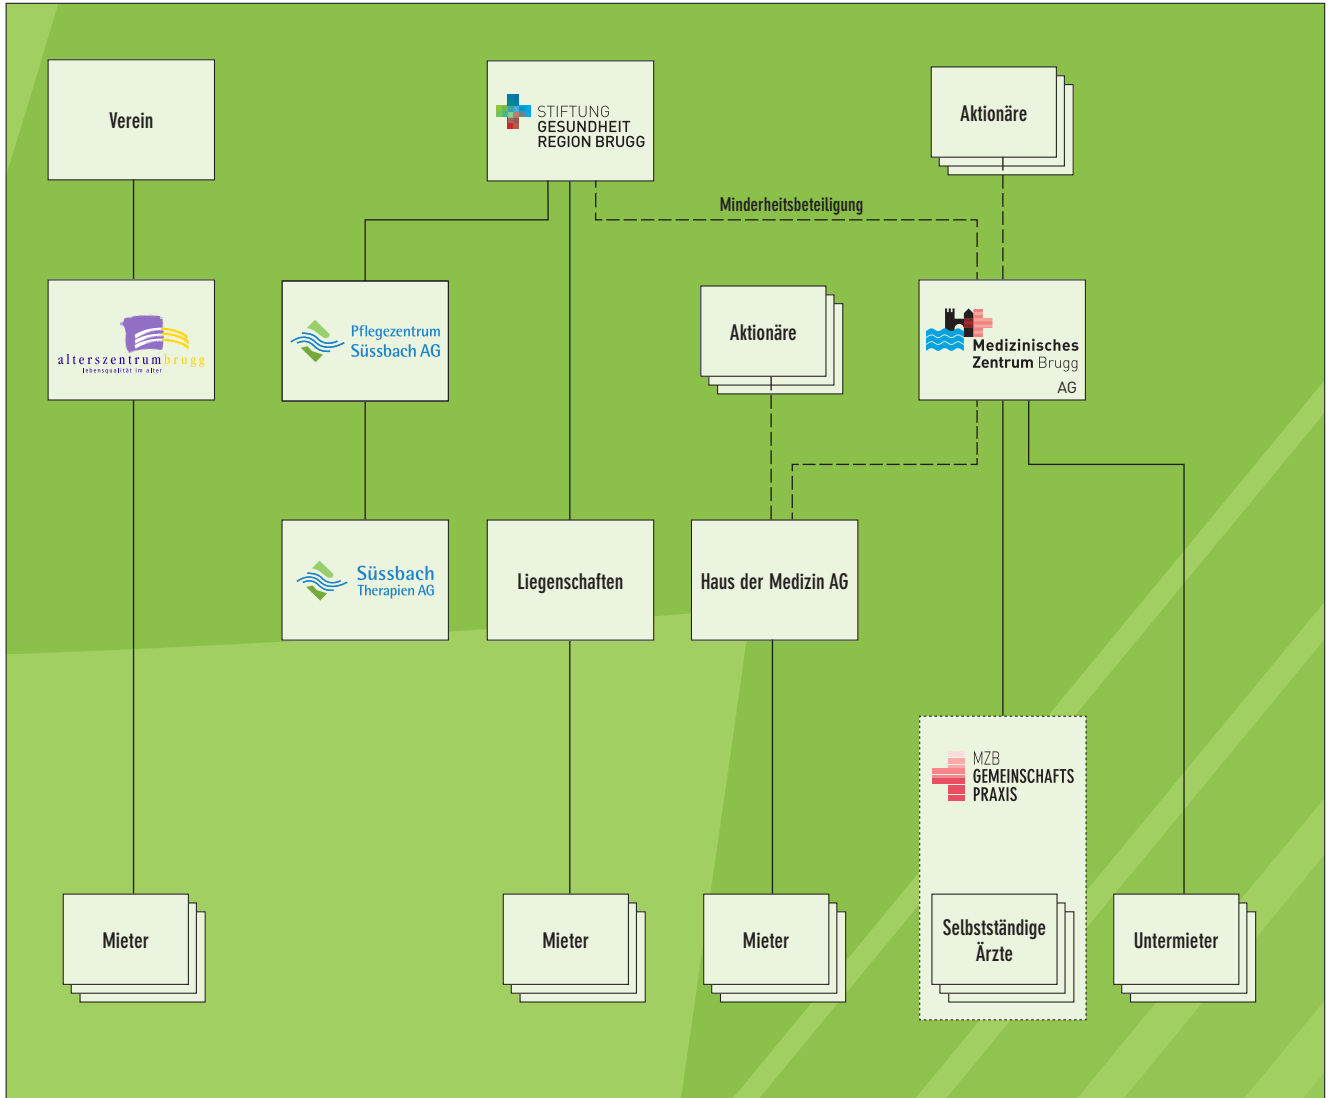 Verein
STIFTUNG
GESUNDHEIT
REGION BRUGG
Aktionäre
Minderheitsbeteiligung
alterszentrumbrugg
lebensqualität im alter
Pflegezentrum
Süssbach AG
Aktionäre
Medizinisches
Zentrum Brugg
AG
Süssbach
Therapien AG
Liegenschaften
Haus der Medizin AG
MZB
GEMEINSCHAFTS
PRAXIS
Mieter
Mieter
Mieter
Selbstständige
Ärzte
Untermieter